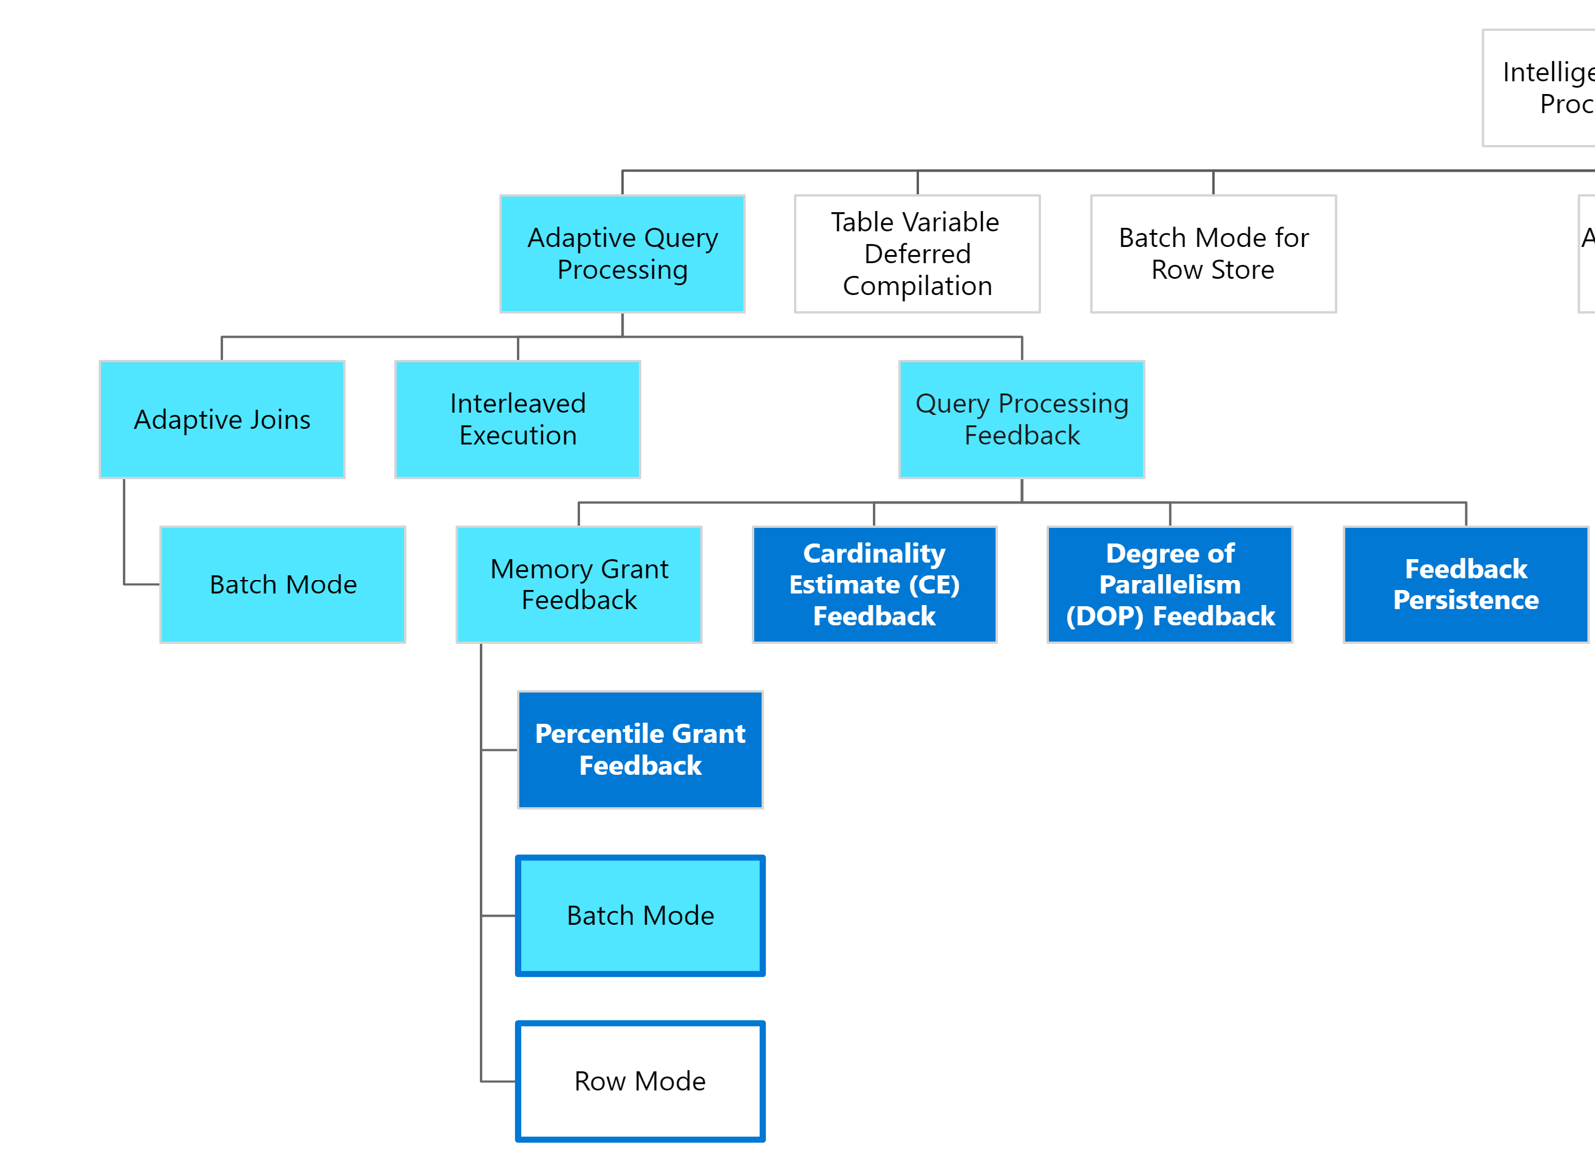 Adaptive Query
Processing
Table Variable
Deferred
Compilation
Batch Mode for
Row Store
Adaptive Joins
Interleaved
Execution
Query Processing
Feedback
Batch Mode
Memory Grant
Feedback
Cardinality
Estimate (CE)
Feedback
Degree of
Parallelism
(DOP) Feedback
Feedback
Persistence
Percentile Grant
Feedback
Batch Mode
Row Mode